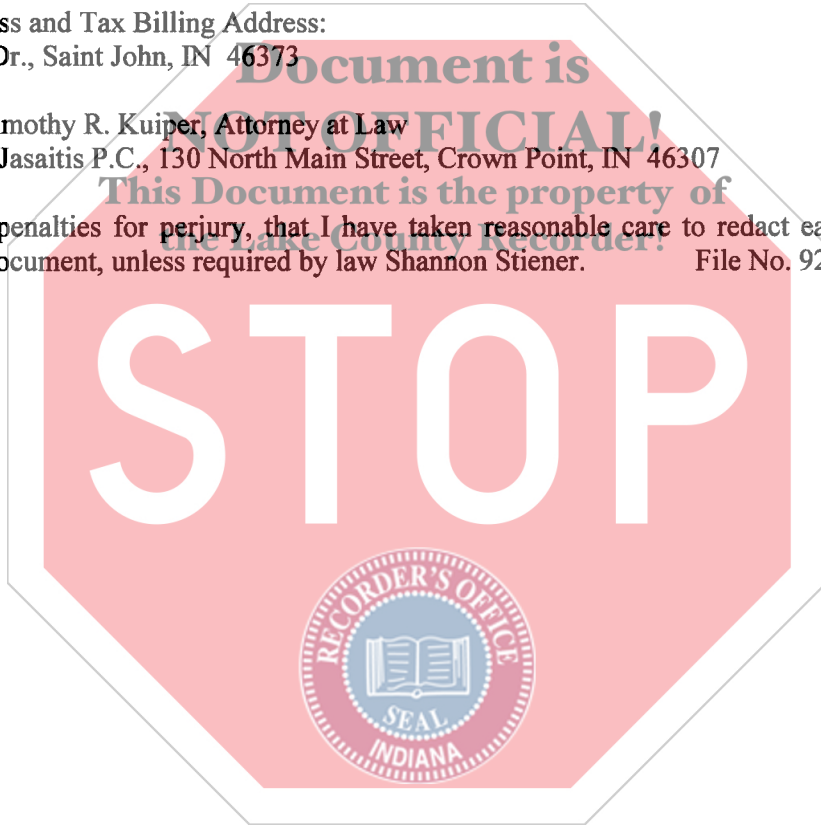 ss and Tax Billing Address:
Dr., Saint John, IN 46373
Document is
mothy R. Kuiper, Attorney at Law
NOT OFFICIAL!
Jasaitis P.C., 130 North Main Street, Crown Point, IN 46307
This Document is the property of
penalties for perjury, that I have taken reasonable care to redact ea
the Lake County Recorder!
ocument, unless required by law Shannon Stiener. File No. 92
STOP
RECORDER'S OFFICE
SEAL
INDIANA